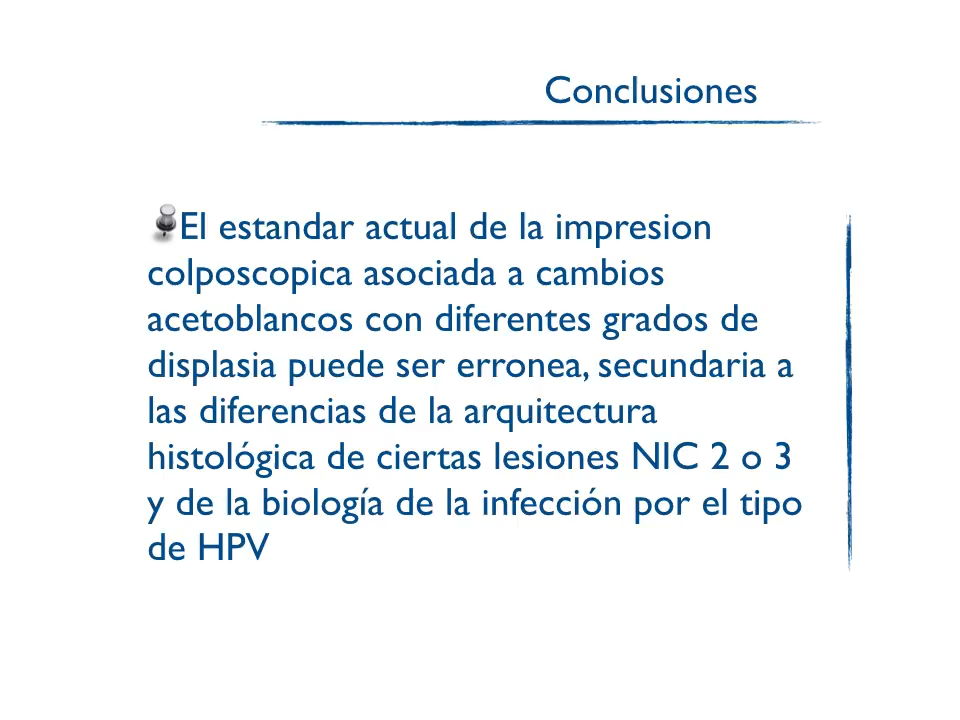 Conclusiones
El estandar actual de la impresion
colposcopica asociada a cambios
acetoblancos con diferentes grados de
displasia puede ser erronea, secundaria a
las diferencias de la arquitectura
histológica de ciertas lesiones NIC 2 o 3
y de la biología de la infección por el tipo
de HPV